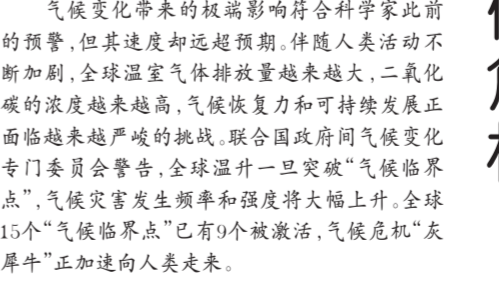 气候变化带来的极端影响符合科学家此前
的预警,但其速度却远超预期。伴随人类活动不
断加剧,全球温室气体排放量越来越大,二氧化
碳的浓度越来越高,气候恢复力和可持续发展正
面临越来越严峻的挑战。联合国政府间气候变化
专门委员会警告,全球温升一旦突破“气候临界
点”,气候灾害发生频率和强度将大幅上升。全球
15个“气候临界点”已有9个被激活,气候危机“灰
犀牛”正加速向人类走来。